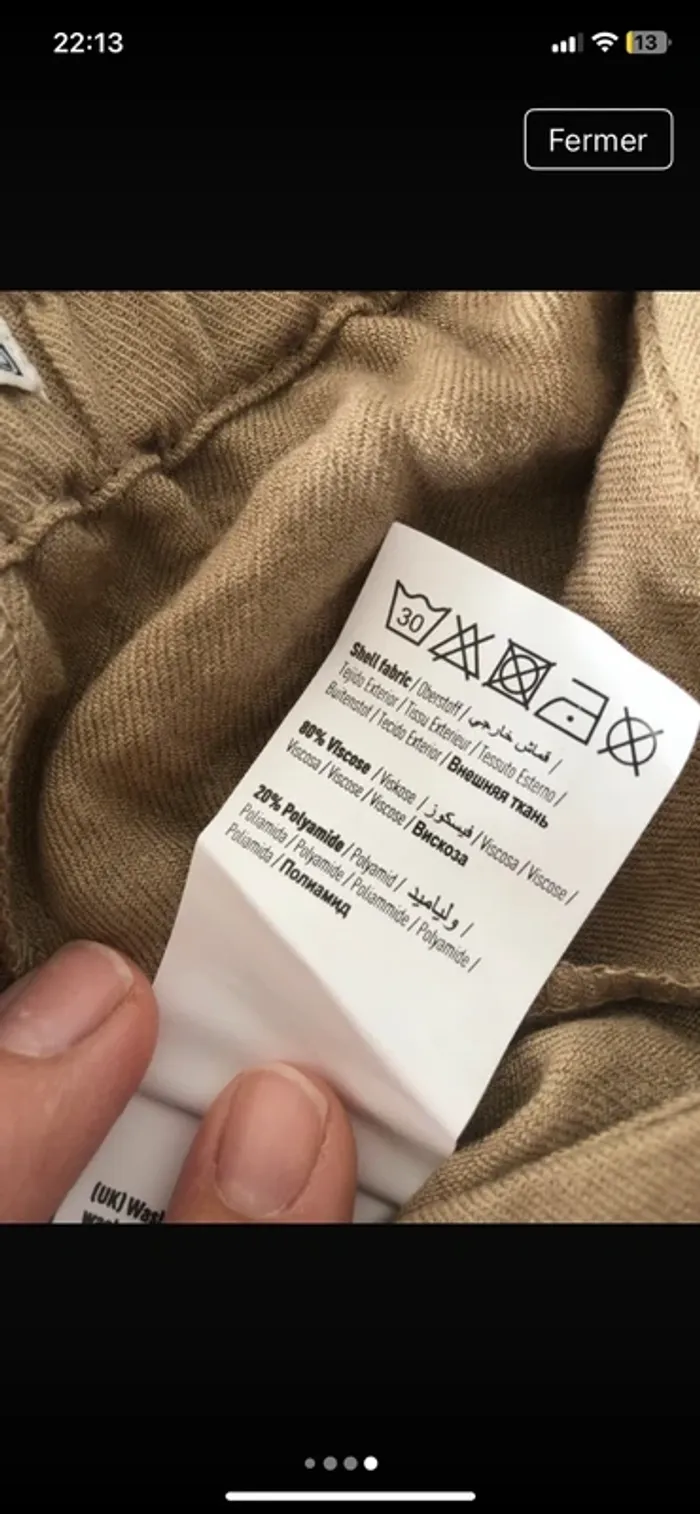 22:13
13
Fermer
30
Shell fabric / Oberstoff / قماش خارجي /
Tejido Exterior / Tissu Exterieur / Tessuto Esterno /
Buitenstof / Tecido Exterior / Внешняя ткань
80% Viscose / Viskose / فيسكوز / Viscosa / Viscose /
Viscosa / Viscose / Viscose / Вискоза
20% Polyamide / Polyamid / ولياميد /
Poliamida / Polyamide / Poliammide / Polyamide /
Poliamida / Полиамид
(UK)